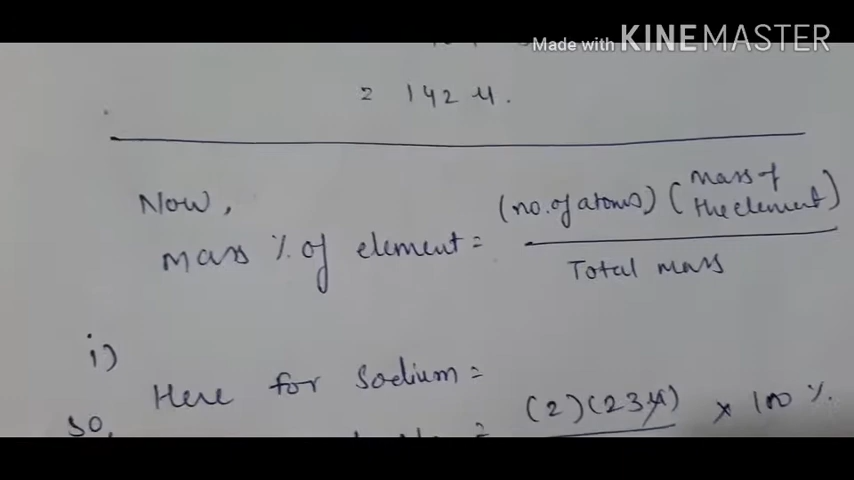 Made with KINEMASTER
= 142 u.
Now,
Mass % of element = (no. of atoms) (Mass of the element)
Total mass
i)
Here for Sodium =
so,
= (2)(23u) × 100 %.